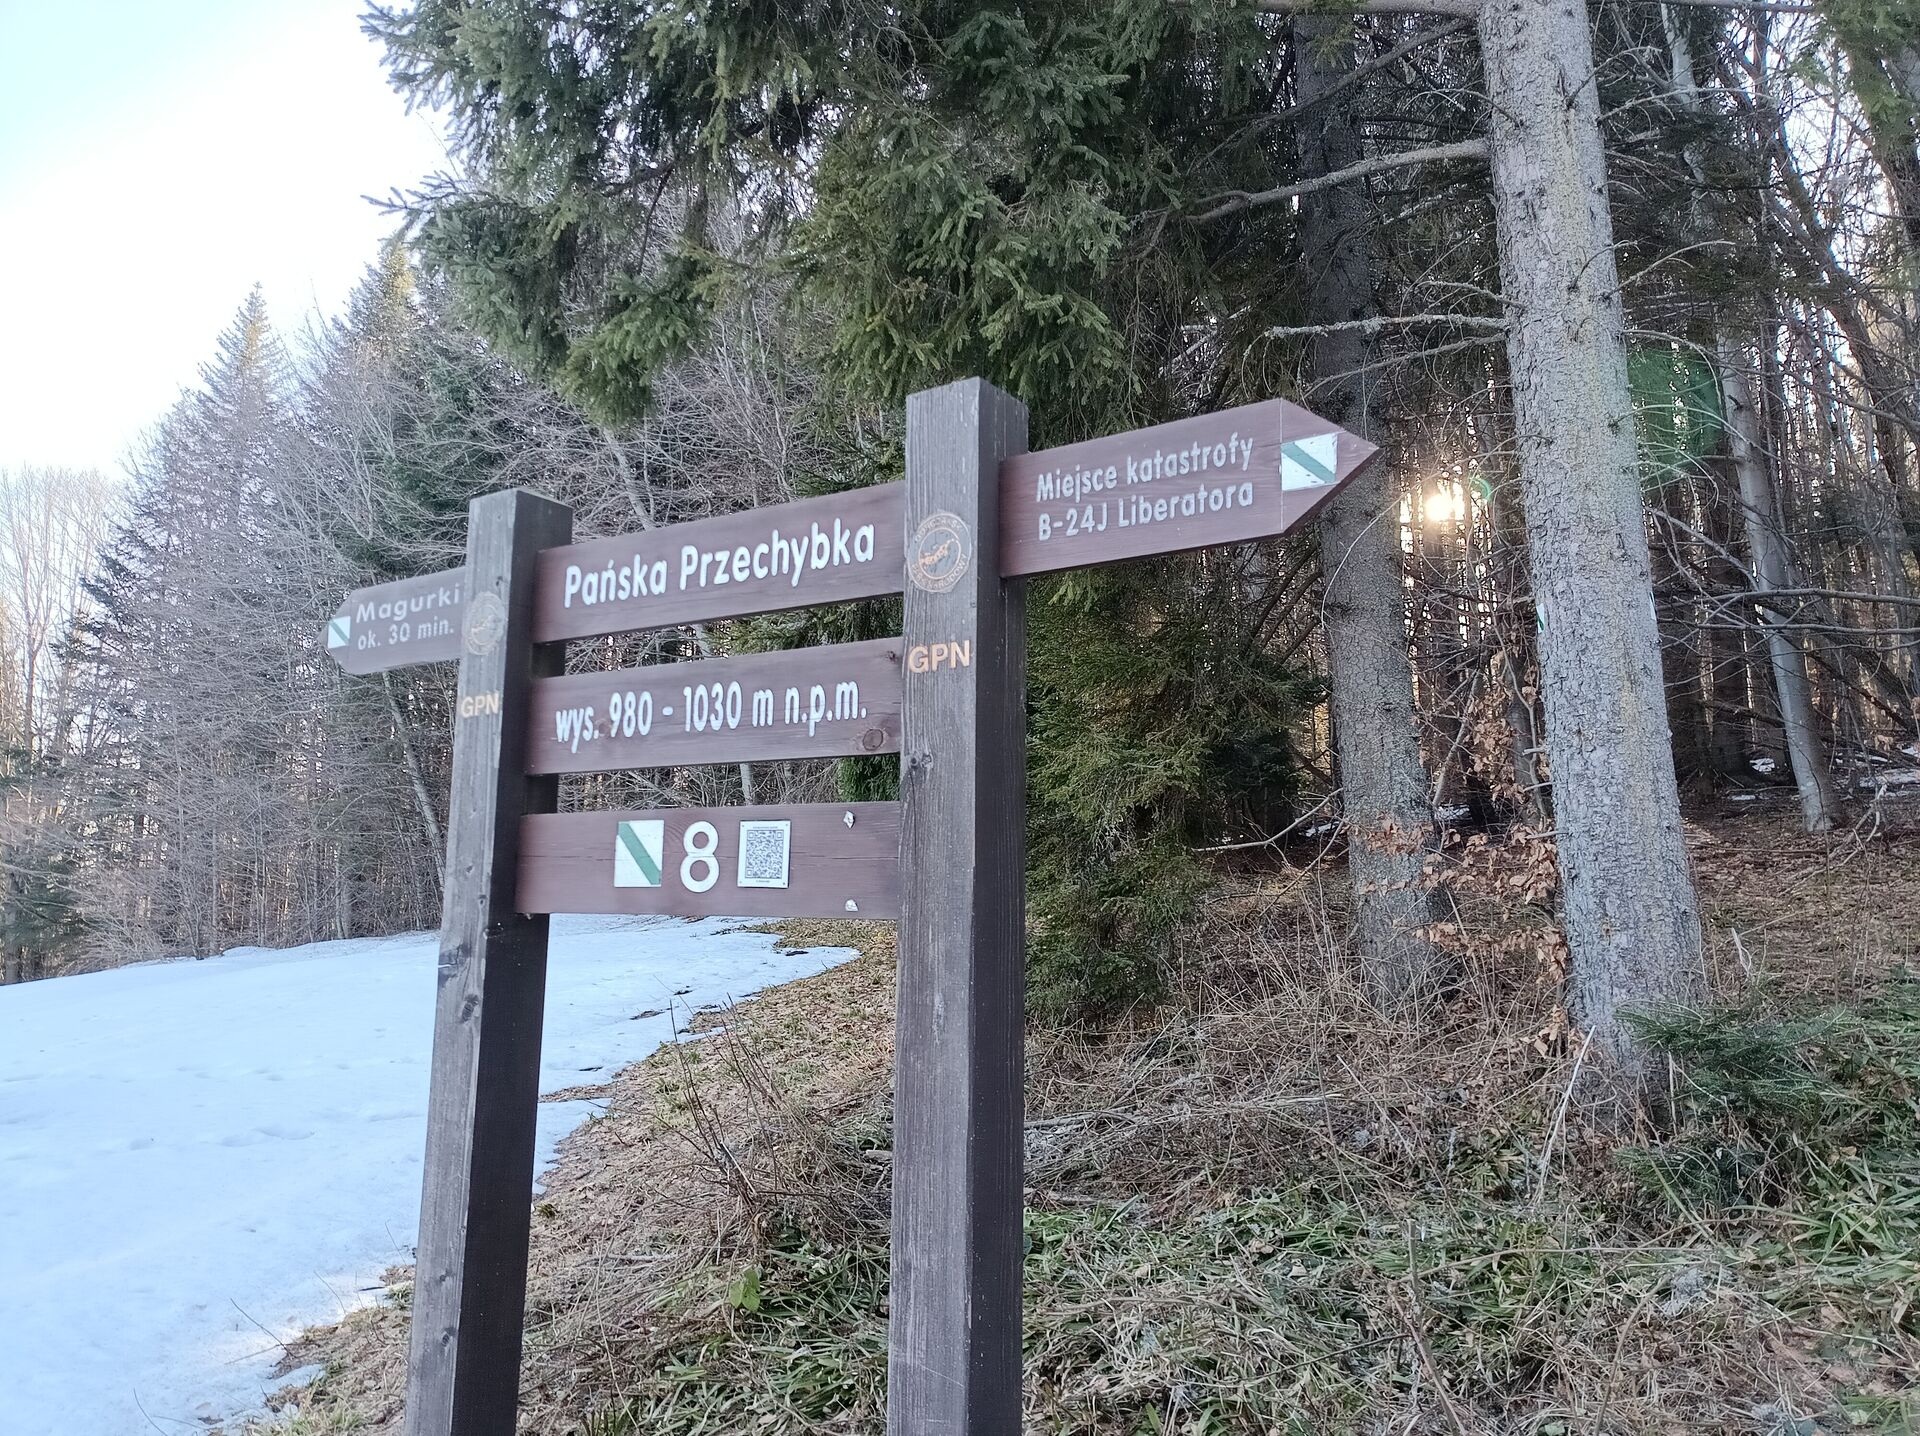 Magurki
ok. 30 min.
Pańska Przechybka
Miejsce katastrofy
B-24J Liberatora
GPN
GPN
wys. 980 - 1030 m n.p.m.
8